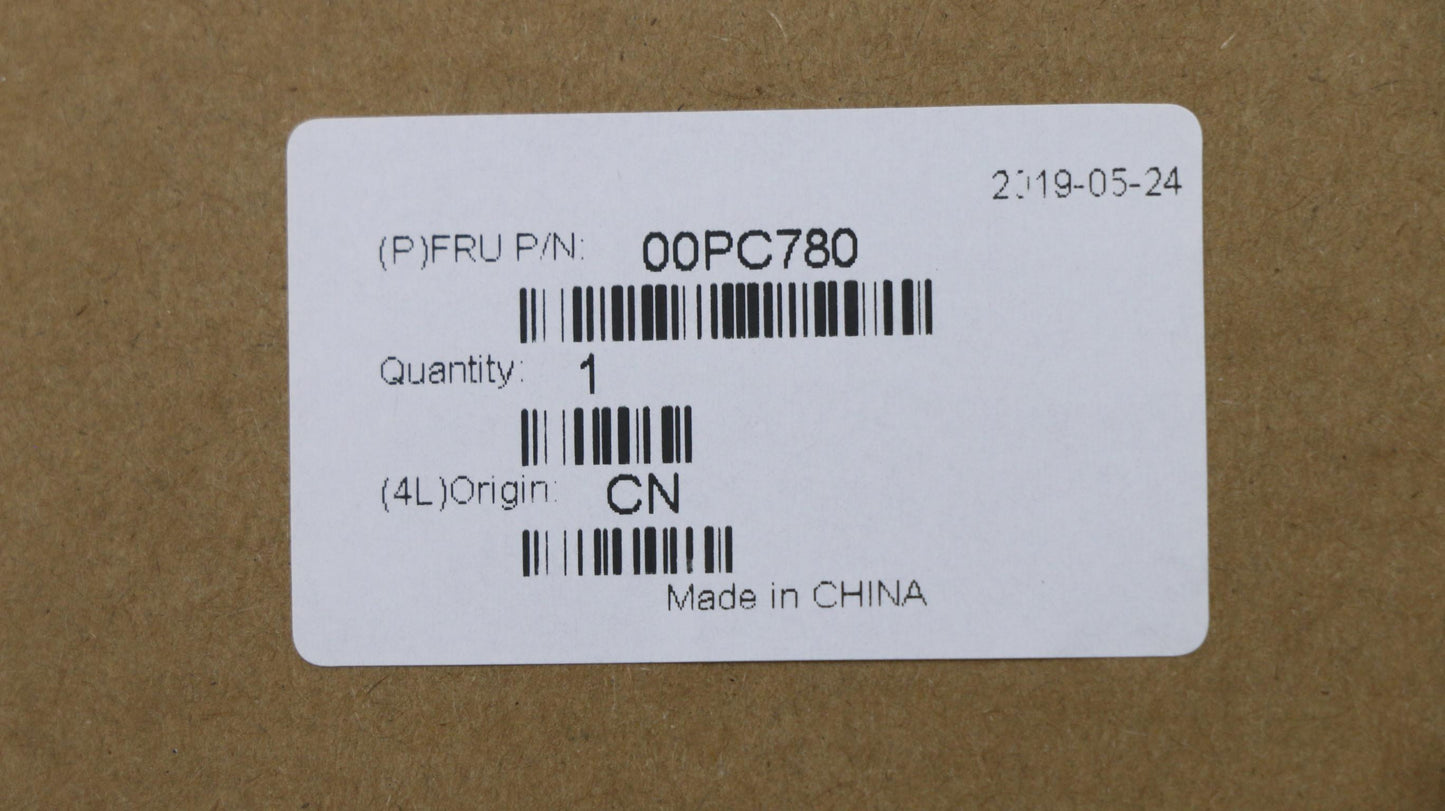 2019-05-24
(P)FRU P/N: 00PC780
Quantity: 1
(4L)Origin: CN
Made in CHINA